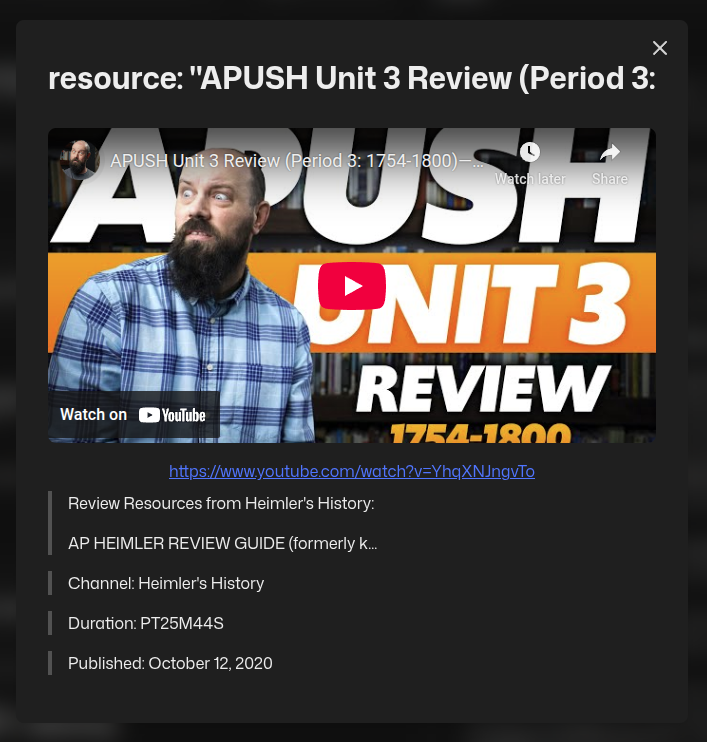 resource: "APUSH Unit 3 Review (Period 3:
APUSH
APUSH Unit 3 Review (Period 3: 1754-1800)—...
Watch later
Share
UNIT 3
REVIEW
1754-1800
Watch on YouTube
https://www.youtube.com/watch?v=YhqXNJngvTo
Review Resources from Heimler's History:
AP HEIMLER REVIEW GUIDE (formerly k...
Channel: Heimler's History
Duration: PT25M44S
Published: October 12, 2020